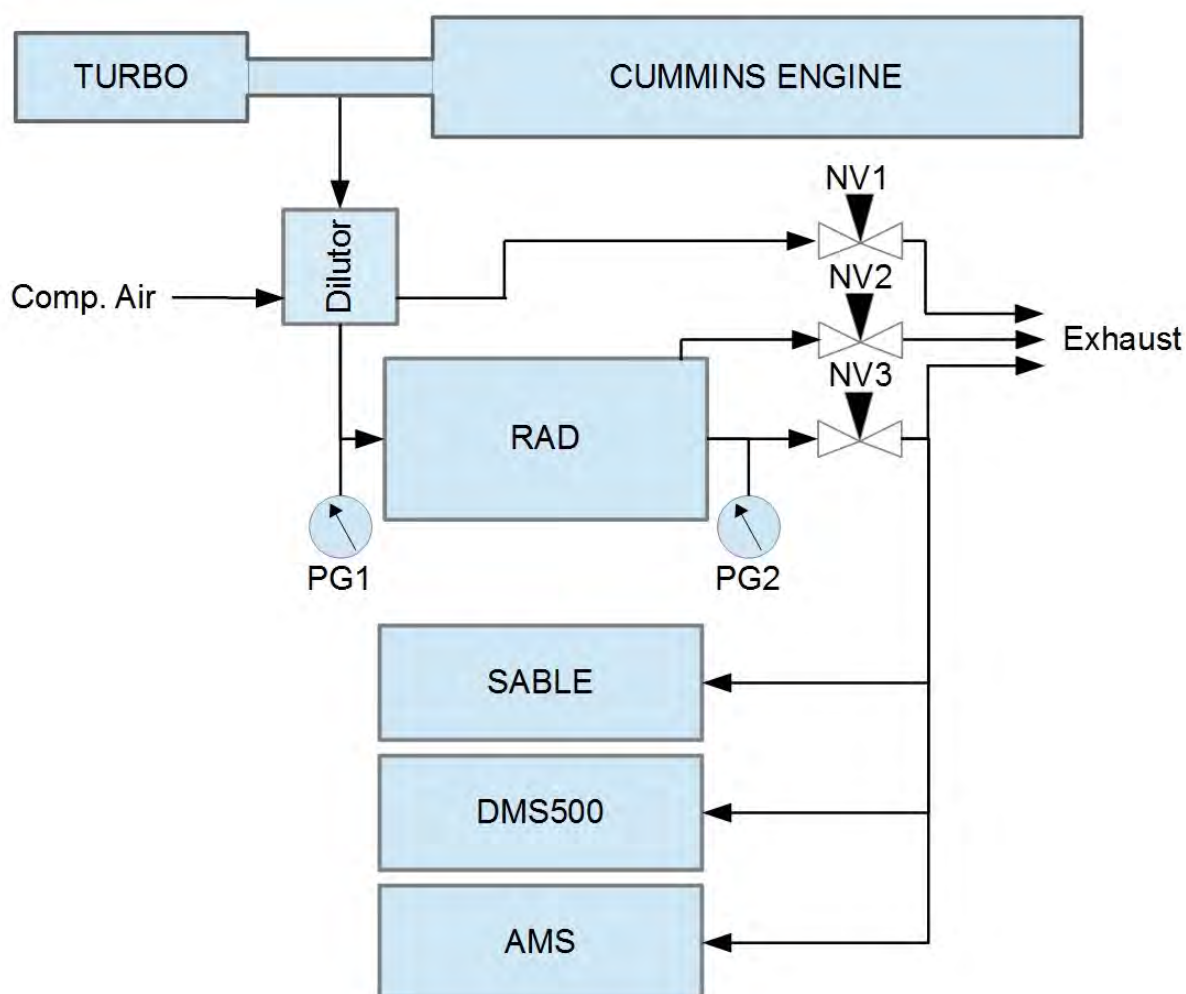 TURBO
CUMMINS ENGINE
NV1
Dilutor
NV2
Comp. Air
Exhaust
NV3
RAD
PG1
PG2
SABLE
DMS500
AMS